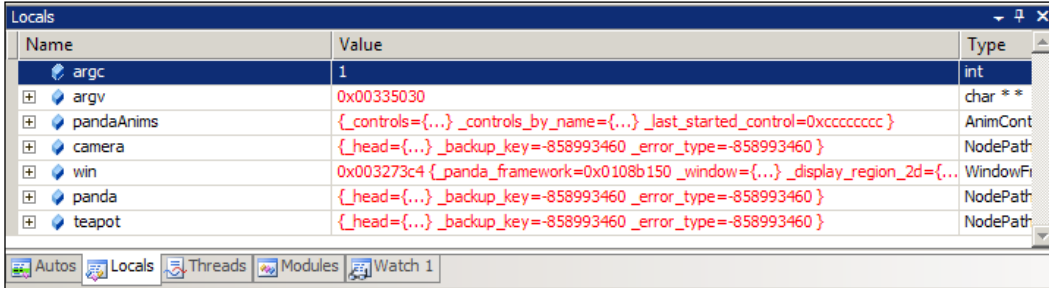 Locals
Name Value Type
argc 1 int
argv 0x00335030 char * *
pandaAnims {_controls={...} _controls_by_name={...} _last_started_control=0xcccccccc } AnimCont
camera {_head={...} _backup_key=-858993460 _error_type=-858993460 } NodePath
win 0x003273c4 {_panda_framework=0x0108b150 _window={...} _display_region_2d={... WindowFr
panda {_head={...} _backup_key=-858993460 _error_type=-858993460 } NodePath
teapot {_head={...} _backup_key=-858993460 _error_type=-858993460 } NodePath
Autos Locals Threads Modules Watch 1